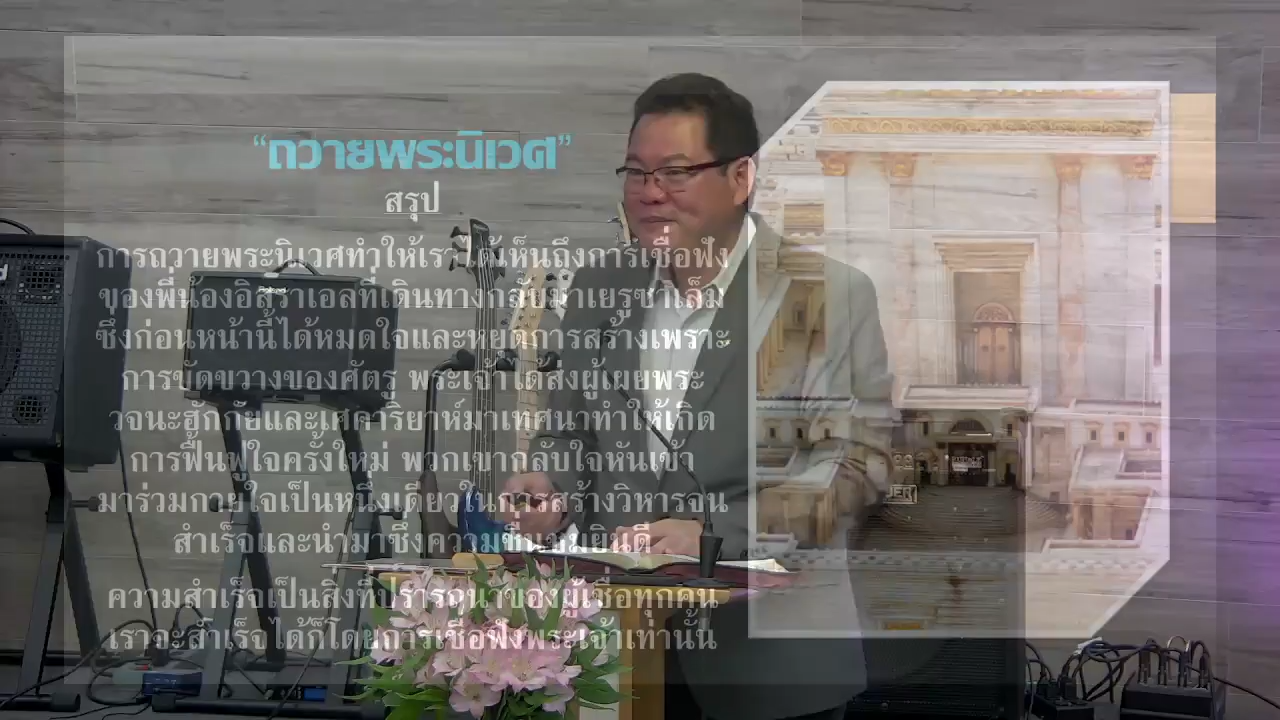 “ถวายพระนิเวศ”
สรุป
การถวายพระนิเวศทำให้เราได้เห็นถึงการเชื่อฟัง
ของพี่น้องอิสราเอลที่เดินทางกลับมาเยรูซาเล็ม
ซึ่งก่อนหน้านี้ได้หมดใจและหยุดการสร้างเพราะ
การขัดขวางของศัตรู พระเจ้าได้ส่งผู้เผยพระ
วจนะฮักกัยและเศคาริยาห์มาเทศนาทำให้เกิด
การฟื้นฟูใจครั้งใหม่ พวกเขากลับใจหันเข้า
มาร่วมกายใจเป็นหนึ่งเดียวในการสร้างวิหารจน
สำเร็จและนำมาซึ่งความชื่นชมยินดี
ความสำเร็จเป็นสิ่งที่ปรารถนาของผู้เชื่อทุกคน
เราจะสำเร็จได้ก็โดยการเชื่อฟังพระเจ้าเท่านั้น
Roland